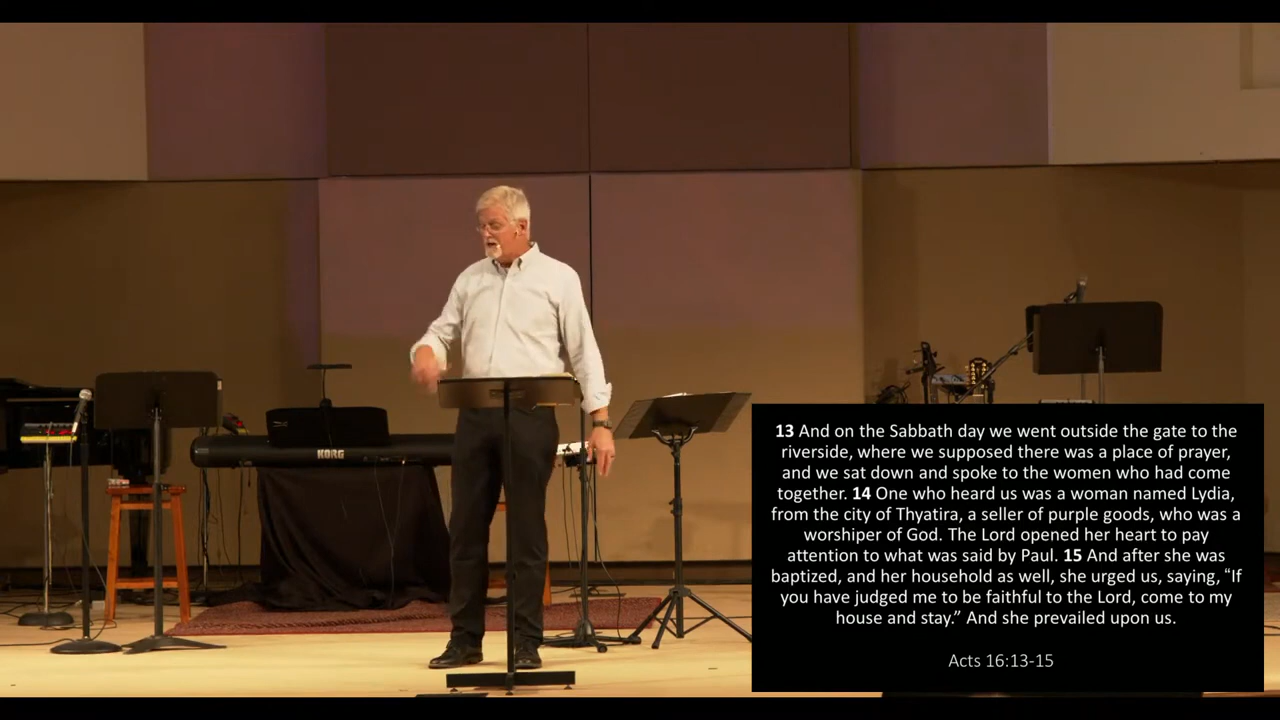 KORG
13 And on the Sabbath day we went outside the gate to the
riverside, where we supposed there was a place of prayer,
and we sat down and spoke to the women who had come
together. 14 One who heard us was a woman named Lydia,
from the city of Thyatira, a seller of purple goods, who was a
worshiper of God. The Lord opened her heart to pay
attention to what was said by Paul. 15 And after she was
baptized, and her household as well, she urged us, saying, “If
you have judged me to be faithful to the Lord, come to my
house and stay.” And she prevailed upon us.
Acts 16:13-15